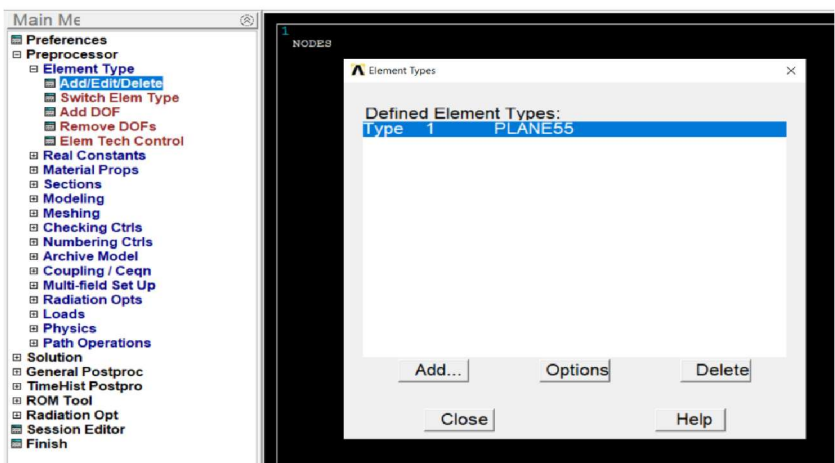 Main Me
Preferences
Preprocessor
Element Type
Add/Edit/Delete
Switch Elem Type
Add DOF
Remove DOFs
Elem Tech Control
Real Constants
Material Props
Sections
Modeling
Meshing
Checking Ctrls
Numbering Ctrls
Archive Model
Coupling / Ceqn
Multi-field Set Up
Radiation Opts
Loads
Physics
Path Operations
Solution
General Postproc
TimeHist Postpro
ROM Tool
Radiation Opt
Session Editor
Finish
1
NODES
Element Types
Defined Element Types:
Type 1 PLANE55
Add... Options Delete
Close Help